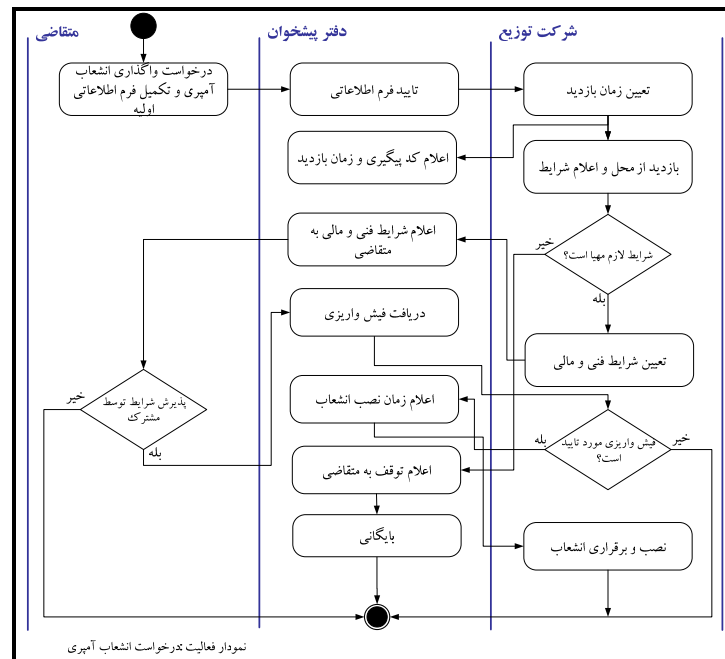 متقاضی
دفتر پیشخوان
شرکت توزیع
درخواست واگذاری انشعاب
آمپری و تکمیل فرم اطلاعاتی
اولیه
تایید فرم اطلاعاتی
تعیین زمان بازدید
اعلام کد پیگیری و زمان بازدید
بازدید از محل و اعلام شرایط
اعلام شرایط فنی و مالی به
متقاضی
خیر
شرایط لازم مهیا است؟
بله
دریافت فیش واریزی
تعیین شرایط فنی و مالی
خیر
پذیرش شرایط توسط
مشترک
بله
اعلام زمان نصب انشعاب
بله
فیش واریزی مورد تایید
است؟
خیر
اعلام توقف به متقاضی
بایگانی
نصب و برقراری انشعاب
نمودار فعالیت :درخواست انشعاب آمپری